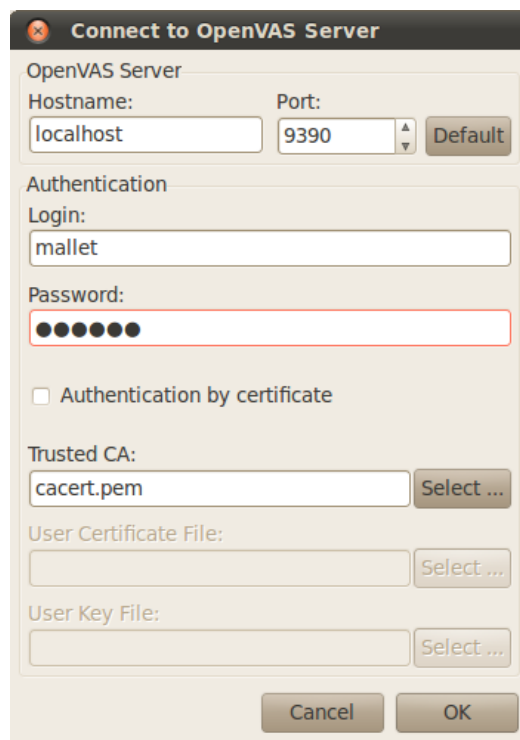 Connect to OpenVAS Server
OpenVAS Server
Hostname: Port:
localhost 9390 Default
Authentication
Login:
mallet
Password:
●●●●●●
Authentication by certificate
Trusted CA:
cacert.pem Select ...
User Certificate File:
Select ...
User Key File:
Select ...
Cancel OK